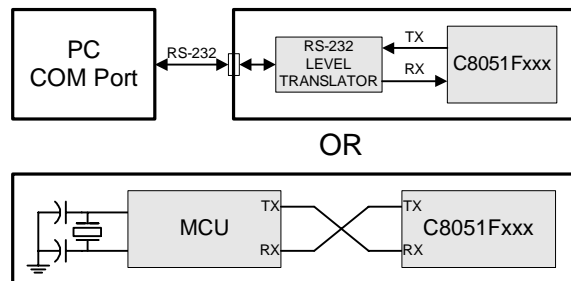 PC
COM Port
RS-232
RS-232
LEVEL
TRANSLATOR
TX
RX
C8051Fxxx
OR
MCU
TX
RX
TX
RX
C8051Fxxx